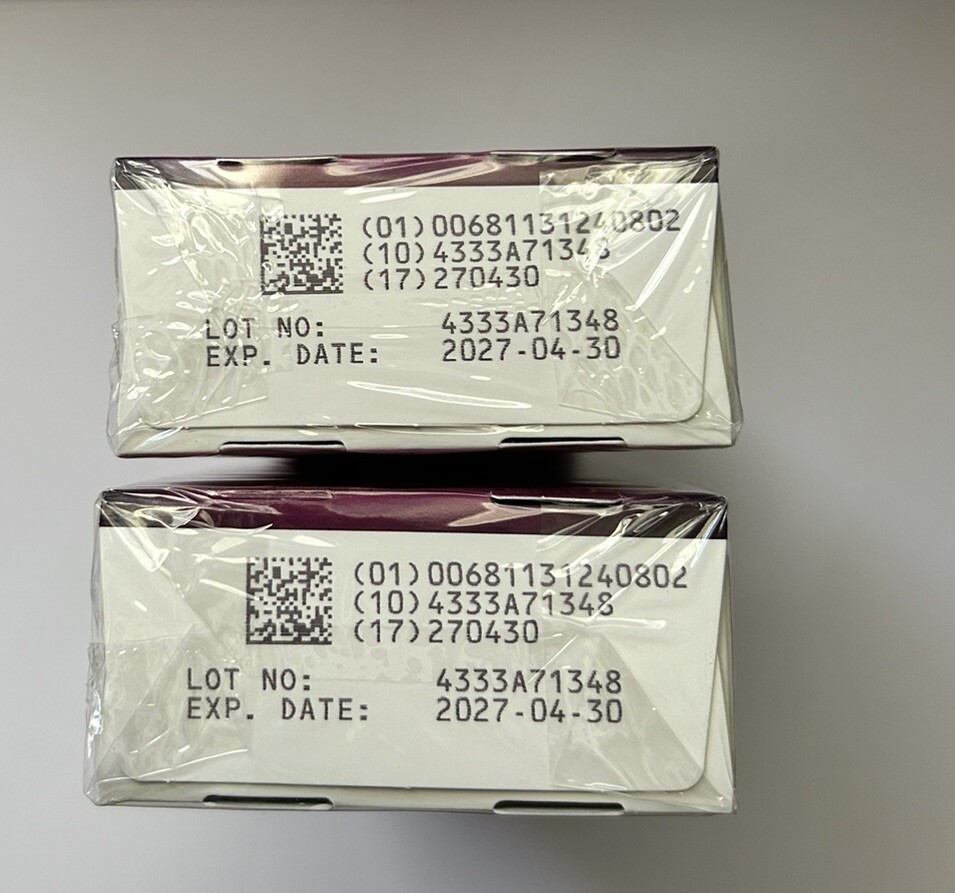 (01)00681131240802
(10)4333A71348
(17)270430
LOT NO: 4333A71348
EXP. DATE: 2027-04-30
(01)00681131240802
(10)4333A71348
(17)270430
LOT NO: 4333A71348
EXP. DATE: 2027-04-30